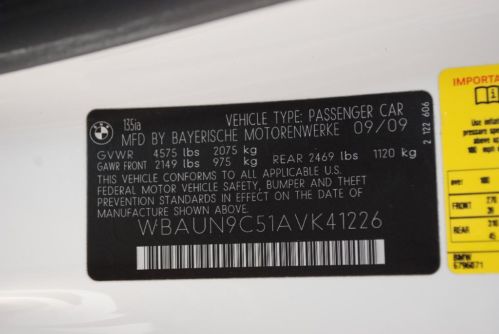 135ia
VEHICLE TYPE: PASSENGER CAR
MFD BY BAYERISCHE MOTORENWERKE 09/09
GVWR 4575 lbs 2075 kg
GAWR FRONT 2149 lbs 975 kg REAR 2469 lbs 1120 kg
THIS VEHICLE CONFORMS TO ALL APPLICABLE U.S.
FEDERAL MOTOR VEHICLE SAFETY, BUMPER AND THEFT
PREVENTION STANDARDS IN EFFECT ON THE DATE
OF MANUFACTURE SHOWN ABOVE.
WBAUN9C51AVK41226
2 122 606
IMPORTA
Use
FRONT
BMW
6796071